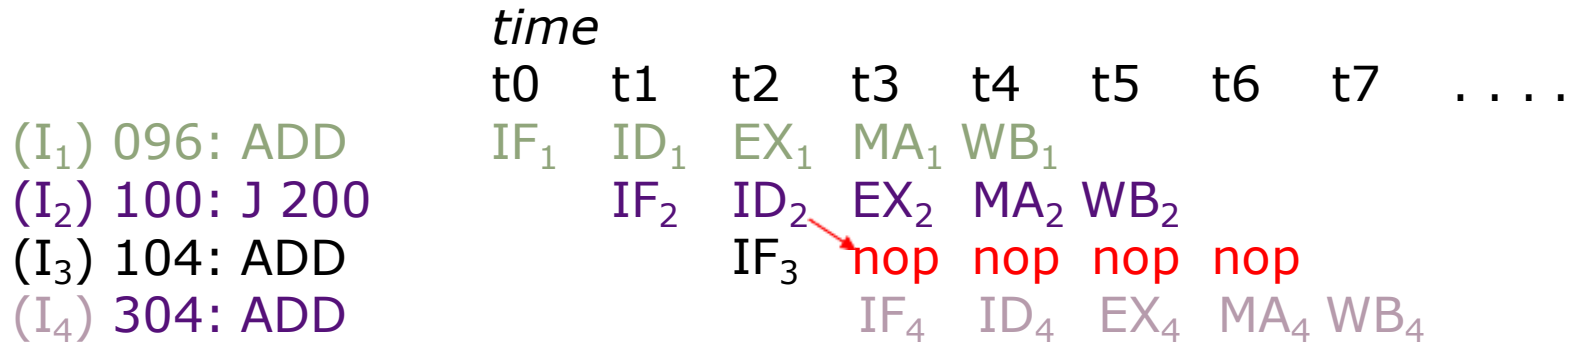 time
t0 t1 t2 t3 t4 t5 t6 t7 . . . .
(I₁) 096: ADD IF₁ ID₁ EX₁ MA₁ WB₁
(I₂) 100: J 200 IF₂ ID₂ EX₂ MA₂ WB₂
(I₃) 104: ADD IF₃ nop nop nop nop
(I₄) 304: ADD IF₄ ID₄ EX₄ MA₄ WB₄